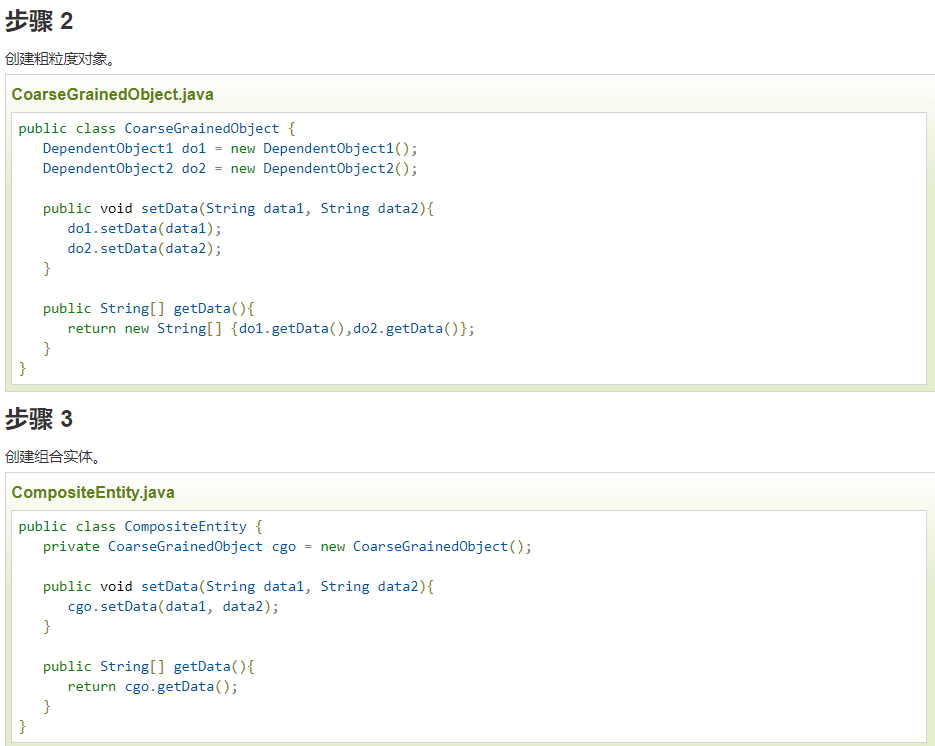 步骤 2
创建粗粒度对象。
CoarseGrainedObject.java
public class CoarseGrainedObject {
   DependentObject1 do1 = new DependentObject1();
   DependentObject2 do2 = new DependentObject2();
   public void setData(String data1, String data2){
      do1.setData(data1);
      do2.setData(data2);
   }
   public String[] getData(){
      return new String[] {do1.getData(),do2.getData()};
   }
}
步骤 3
创建组合实体。
CompositeEntity.java
public class CompositeEntity {
   private CoarseGrainedObject cgo = new CoarseGrainedObject();
   public void setData(String data1, String data2){
      cgo.setData(data1, data2);
   }
   public String[] getData(){
      return cgo.getData();
   }
}